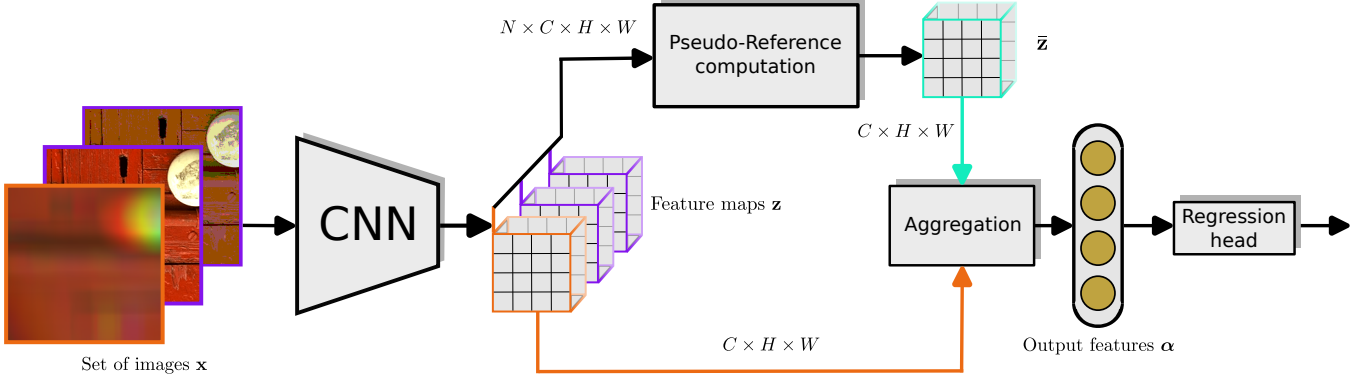 N × C × H × W
Pseudo-Reference
computation
z̄
C × H × W
CNN
Feature maps z
Aggregation
Regression
head
C × H × W
Output features α
Set of images x